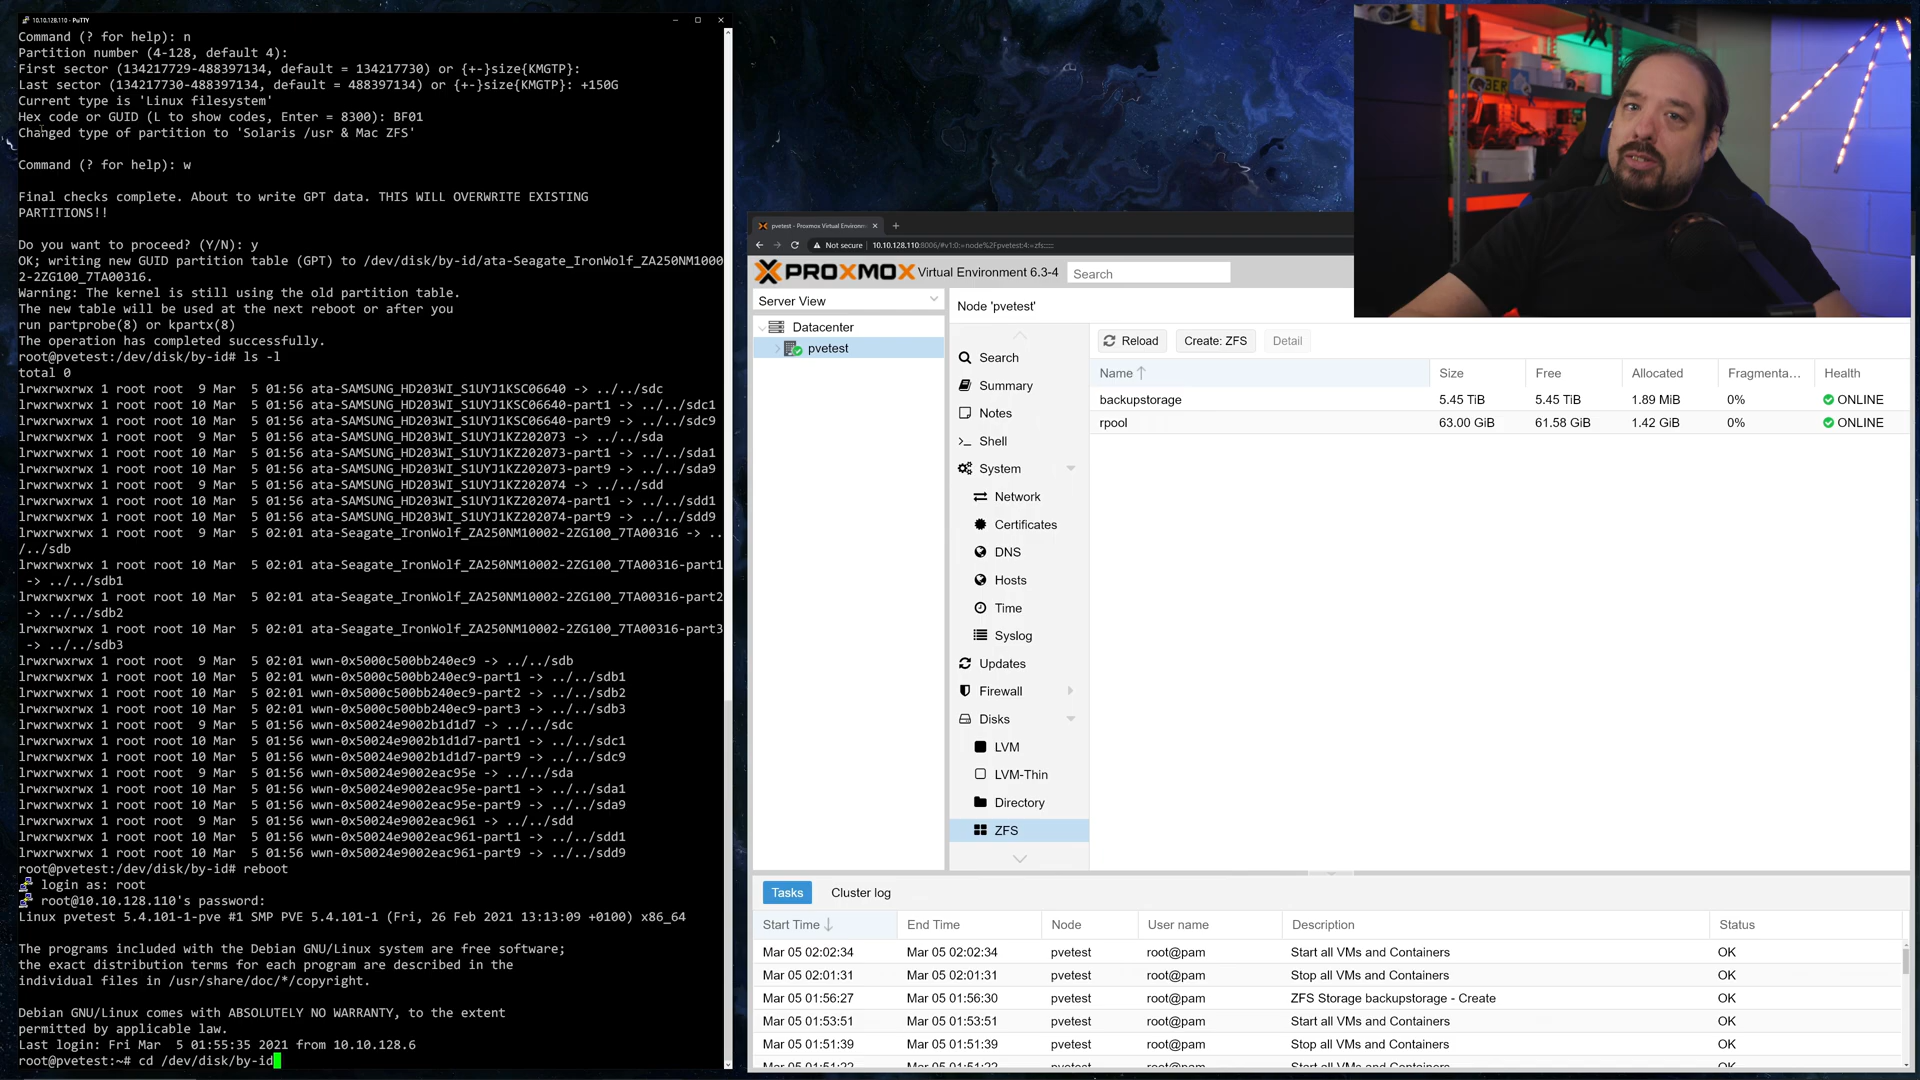 10.10.128.110 - PuTTY
Command (? for help): n
Partition number (4-128, default 4):
First sector (134217729-488397134, default = 134217730) or {+-}size{KMGTP}:
Last sector (134217730-488397134, default = 488397134) or {+-}size{KMGTP}: +150G
Current type is 'Linux filesystem'
Hex code or GUID (L to show codes, Enter = 8300): BF01
Changed type of partition to 'Solaris /usr & Mac ZFS'
Command (? for help): w
Final checks complete. About to write GPT data. THIS WILL OVERWRITE EXISTING
PARTITIONS!!
Do you want to proceed? (Y/N): y
OK; writing new GUID partition table (GPT) to /dev/disk/by-id/ata-Seagate_IronWolf_ZA250NM1000
2-2ZG100_7TA00316.
Warning: The kernel is still using the old partition table.
The new table will be used at the next reboot or after you
run partprobe(8) or kpartx(8)
The operation has completed successfully.
root@pvetest:/dev/disk/by-id# ls -l
total 0
lrwxrwxrwx 1 root root  9 Mar  5 01:56 ata-SAMSUNG_HD203WI_S1UYJ1KSC06640 -> ../../sdc
lrwxrwxrwx 1 root root 10 Mar  5 01:56 ata-SAMSUNG_HD203WI_S1UYJ1KSC06640-part1 -> ../../sdc1
lrwxrwxrwx 1 root root 10 Mar  5 01:56 ata-SAMSUNG_HD203WI_S1UYJ1KSC06640-part9 -> ../../sdc9
lrwxrwxrwx 1 root root  9 Mar  5 01:56 ata-SAMSUNG_HD203WI_S1UYJ1KZ202073 -> ../../sda
lrwxrwxrwx 1 root root 10 Mar  5 01:56 ata-SAMSUNG_HD203WI_S1UYJ1KZ202073-part1 -> ../../sda1
lrwxrwxrwx 1 root root 10 Mar  5 01:56 ata-SAMSUNG_HD203WI_S1UYJ1KZ202073-part9 -> ../../sda9
lrwxrwxrwx 1 root root  9 Mar  5 01:56 ata-SAMSUNG_HD203WI_S1UYJ1KZ202074 -> ../../sdd
lrwxrwxrwx 1 root root 10 Mar  5 01:56 ata-SAMSUNG_HD203WI_S1UYJ1KZ202074-part1 -> ../../sdd1
lrwxrwxrwx 1 root root 10 Mar  5 01:56 ata-SAMSUNG_HD203WI_S1UYJ1KZ202074-part9 -> ../../sdd9
lrwxrwxrwx 1 root root  9 Mar  5 02:01 ata-Seagate_IronWolf_ZA250NM10002-2ZG100_7TA00316 -> ..
/../sdb
lrwxrwxrwx 1 root root 10 Mar  5 02:01 ata-Seagate_IronWolf_ZA250NM10002-2ZG100_7TA00316-part1
 -> ../../sdb1
lrwxrwxrwx 1 root root 10 Mar  5 02:01 ata-Seagate_IronWolf_ZA250NM10002-2ZG100_7TA00316-part2
 -> ../../sdb2
lrwxrwxrwx 1 root root 10 Mar  5 02:01 ata-Seagate_IronWolf_ZA250NM10002-2ZG100_7TA00316-part3
 -> ../../sdb3
lrwxrwxrwx 1 root root  9 Mar  5 02:01 wwn-0x5000c500bb240ec9 -> ../../sdb
lrwxrwxrwx 1 root root 10 Mar  5 02:01 wwn-0x5000c500bb240ec9-part1 -> ../../sdb1
lrwxrwxrwx 1 root root 10 Mar  5 02:01 wwn-0x5000c500bb240ec9-part2 -> ../../sdb2
lrwxrwxrwx 1 root root 10 Mar  5 02:01 wwn-0x5000c500bb240ec9-part3 -> ../../sdb3
lrwxrwxrwx 1 root root  9 Mar  5 01:56 wwn-0x50024e9002b1d1d7 -> ../../sdc
lrwxrwxrwx 1 root root 10 Mar  5 01:56 wwn-0x50024e9002b1d1d7-part1 -> ../../sdc1
lrwxrwxrwx 1 root root 10 Mar  5 01:56 wwn-0x50024e9002b1d1d7-part9 -> ../../sdc9
lrwxrwxrwx 1 root root  9 Mar  5 01:56 wwn-0x50024e9002eac95e -> ../../sda
lrwxrwxrwx 1 root root 10 Mar  5 01:56 wwn-0x50024e9002eac95e-part1 -> ../../sda1
lrwxrwxrwx 1 root root 10 Mar  5 01:56 wwn-0x50024e9002eac95e-part9 -> ../../sda9
lrwxrwxrwx 1 root root  9 Mar  5 01:56 wwn-0x50024e9002eac961 -> ../../sdd
lrwxrwxrwx 1 root root 10 Mar  5 01:56 wwn-0x50024e9002eac961-part1 -> ../../sdd1
lrwxrwxrwx 1 root root 10 Mar  5 01:56 wwn-0x50024e9002eac961-part9 -> ../../sdd9
root@pvetest:/dev/disk/by-id# reboot
login as: root
root@10.10.128.110's password:
Linux pvetest 5.4.101-1-pve #1 SMP PVE 5.4.101-1 (Fri, 26 Feb 2021 13:13:09 +0100) x86_64
The programs included with the Debian GNU/Linux system are free software;
the exact distribution terms for each program are described in the
individual files in /usr/share/doc/*/copyright.
Debian GNU/Linux comes with ABSOLUTELY NO WARRANTY, to the extent
permitted by applicable law.
Last login: Fri Mar  5 01:55:35 2021 from 10.10.128.6
root@pvetest:~# cd /dev/disk/by-id
pvetest - Proxmox Virtual Environm
Not secure 10.10.128.110:8006/#v1:0:=node%2Fpvetest:4:=zfs:::::
PROXMOX Virtual Environment 6.3-4 Search
Server View
Datacenter
pvetest
Node 'pvetest'
Search
Summary
Notes
Shell
System
Network
Certificates
DNS
Hosts
Time
Syslog
Updates
Firewall
Disks
LVM
LVM-Thin
Directory
ZFS
Reload Create: ZFS Detail
Name Size Free Allocated Fragmenta... Health
backupstorage 5.45 TiB 5.45 TiB 1.89 MiB 0% ONLINE
rpool 63.00 GiB 61.58 GiB 1.42 GiB 0% ONLINE
Tasks Cluster log
Start Time End Time Node User name Description Status
Mar 05 02:02:34 Mar 05 02:02:34 pvetest root@pam Start all VMs and Containers OK
Mar 05 02:01:31 Mar 05 02:01:31 pvetest root@pam Stop all VMs and Containers OK
Mar 05 01:56:27 Mar 05 01:56:30 pvetest root@pam ZFS Storage backupstorage - Create OK
Mar 05 01:53:51 Mar 05 01:53:51 pvetest root@pam Start all VMs and Containers OK
Mar 05 01:51:39 Mar 05 01:51:39 pvetest root@pam Start all VMs and Containers OK